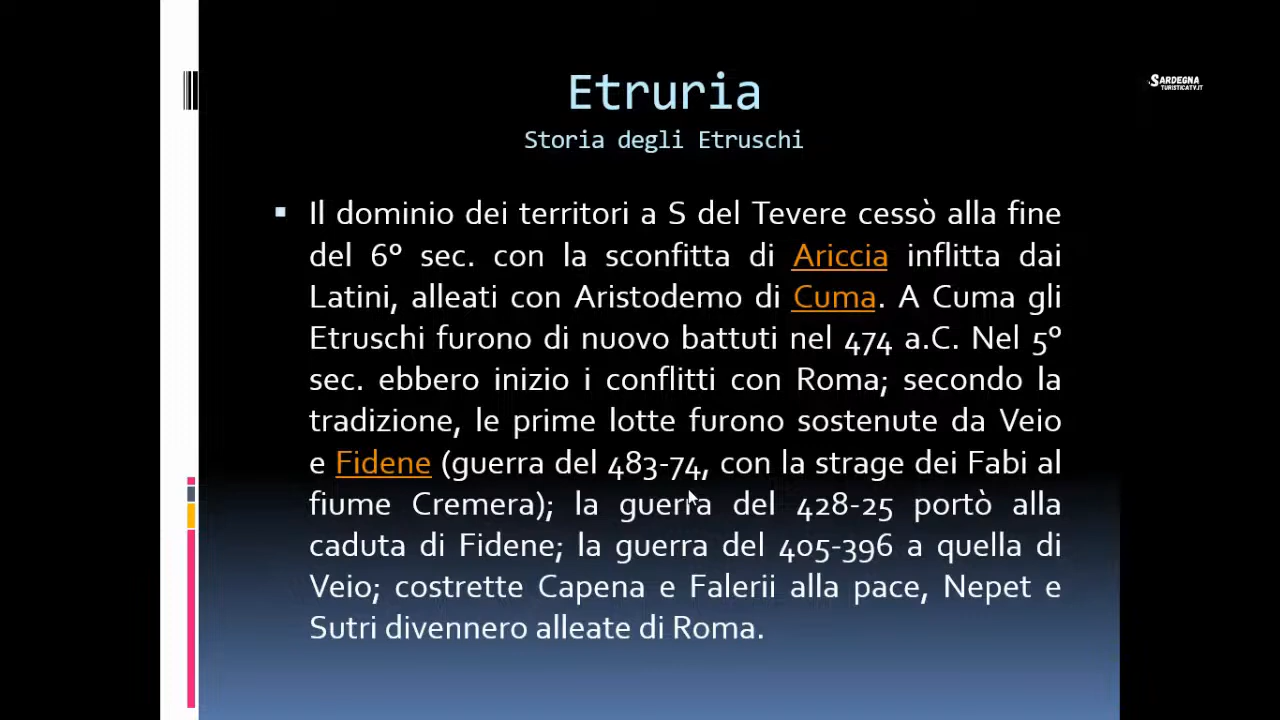 Etruria
SARDEGNA
TURISTICATV.IT
Storia degli Etruschi
▪ Il dominio dei territori a S del Tevere cessò alla fine
del 6° sec. con la sconfitta di Ariccia inflitta dai
Latini, alleati con Aristodemo di Cuma. A Cuma gli
Etruschi furono di nuovo battuti nel 474 a.C. Nel 5°
sec. ebbero inizio i conflitti con Roma; secondo la
tradizione, le prime lotte furono sostenute da Veio
e Fidene (guerra del 483-74, con la strage dei Fabi al
fiume Cremera); la guerra del 428-25 portò alla
caduta di Fidene; la guerra del 405-396 a quella di
Veio; costrette Capena e Falerii alla pace, Nepet e
Sutri divennero alleate di Roma.